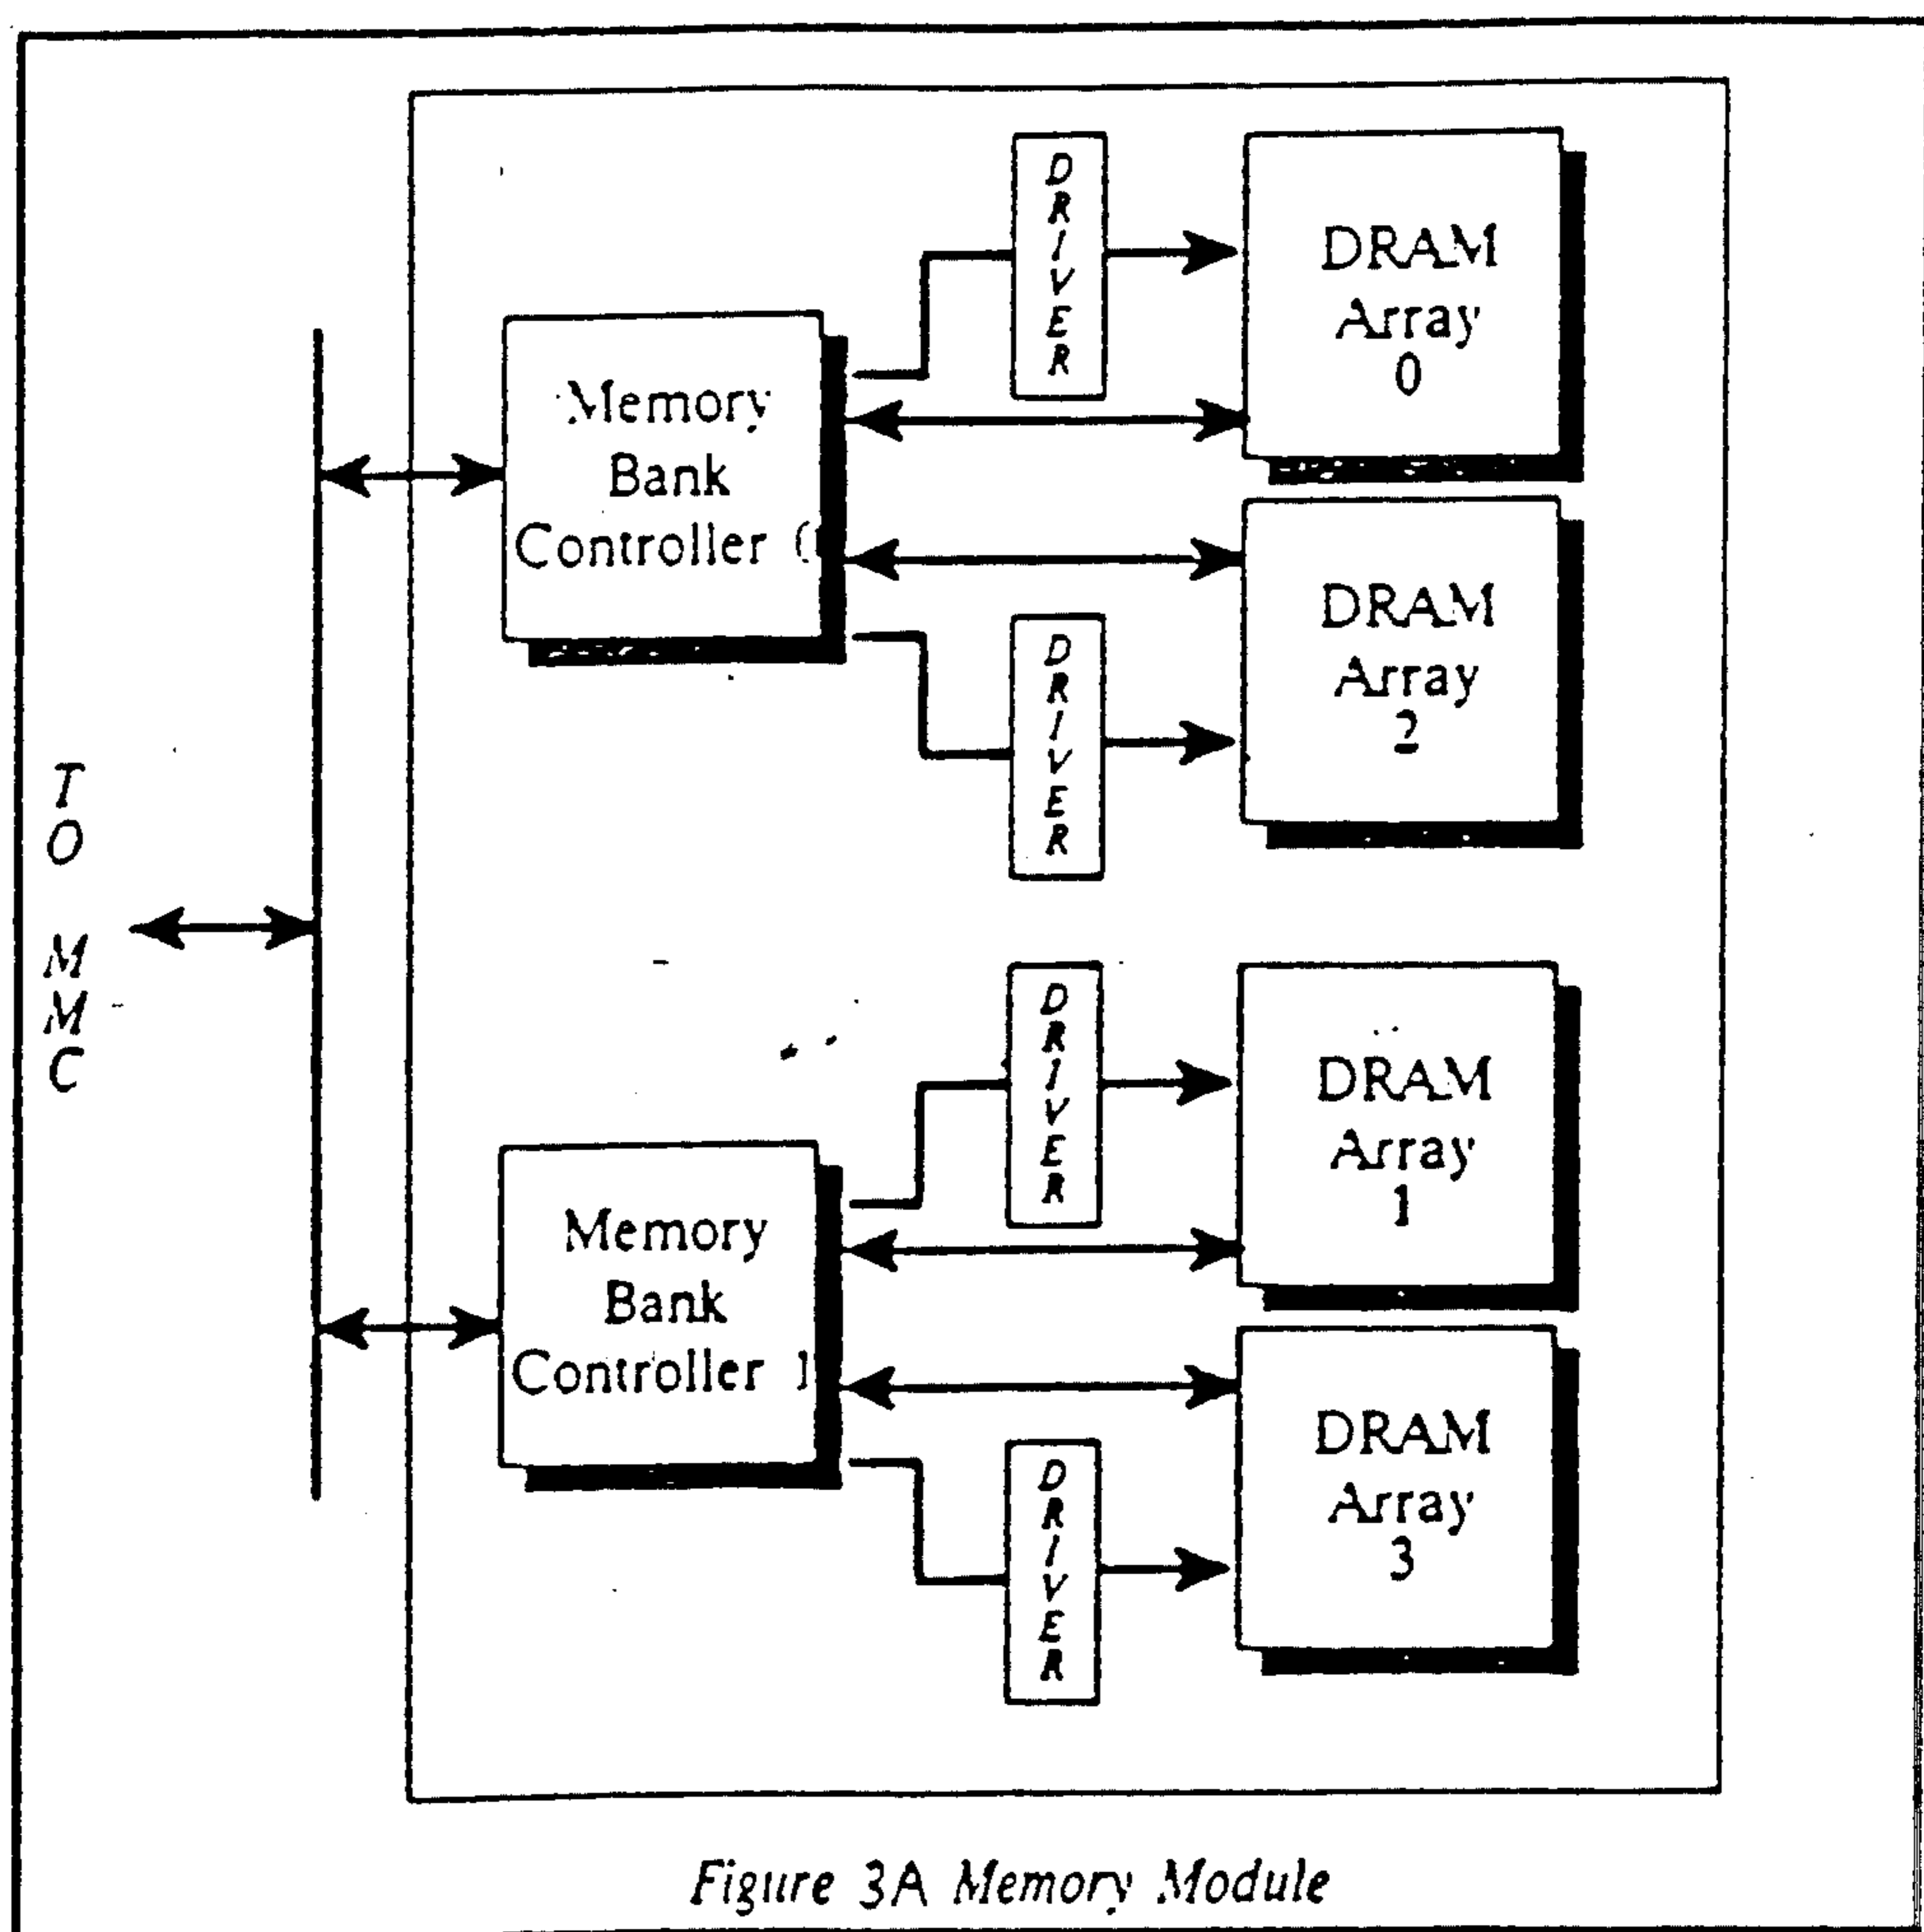 DRIVER
DRAM
Array
0
Memory
Bank
Controller 0
DRAM
Array
2
DRIVER
TO MMC
DRIVER
DRAM
Array
1
Memory
Bank
Controller 1
DRAM
Array
3
DRIVER
Figure 3A Memory Module